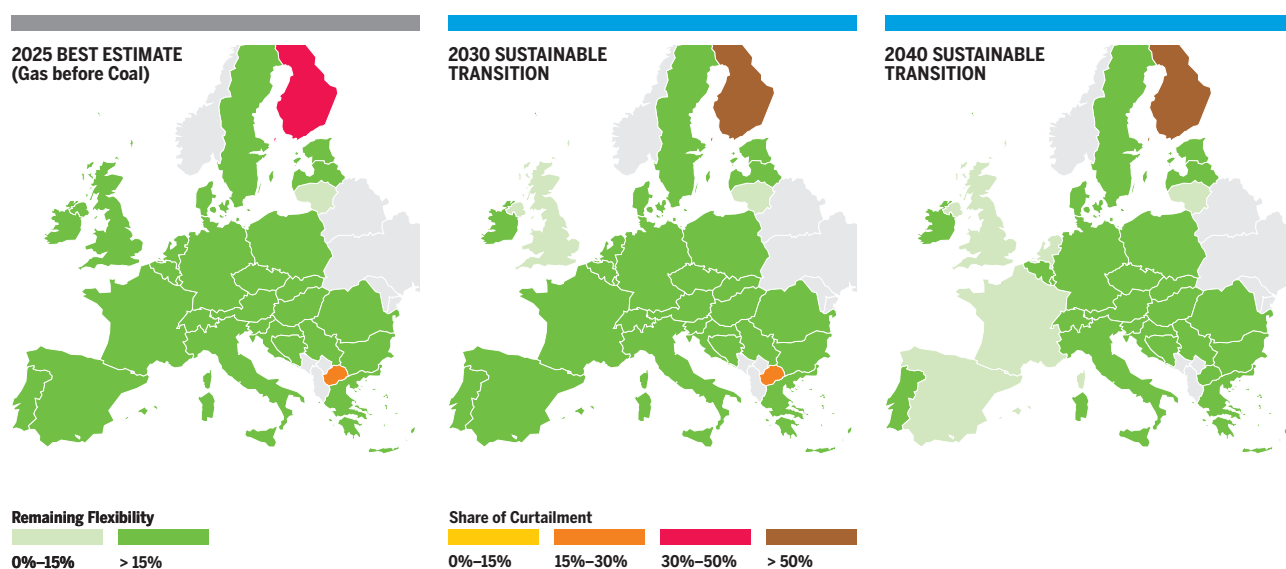 2025 BEST ESTIMATE
(Gas before Coal)
2030 SUSTAINABLE
TRANSITION
2040 SUSTAINABLE
TRANSITION
Remaining Flexibility
0%–15%
> 15%
Share of Curtailment
0%–15%
15%–30%
30%–50%
> 50%